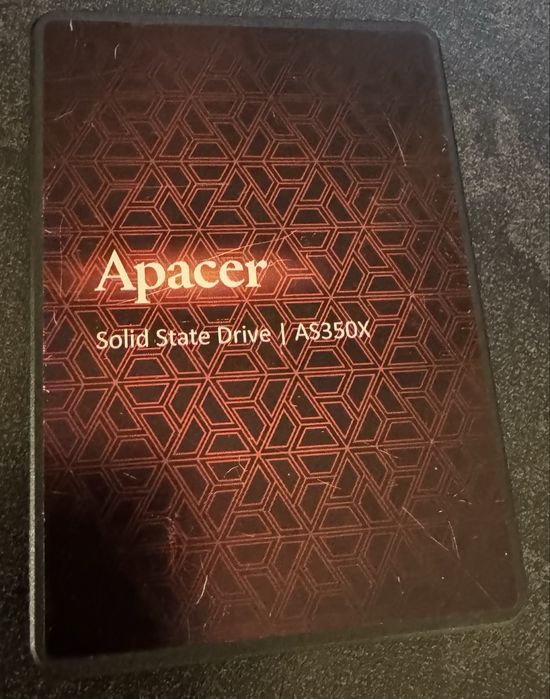 Apacer
Solid State Drive | AS350X